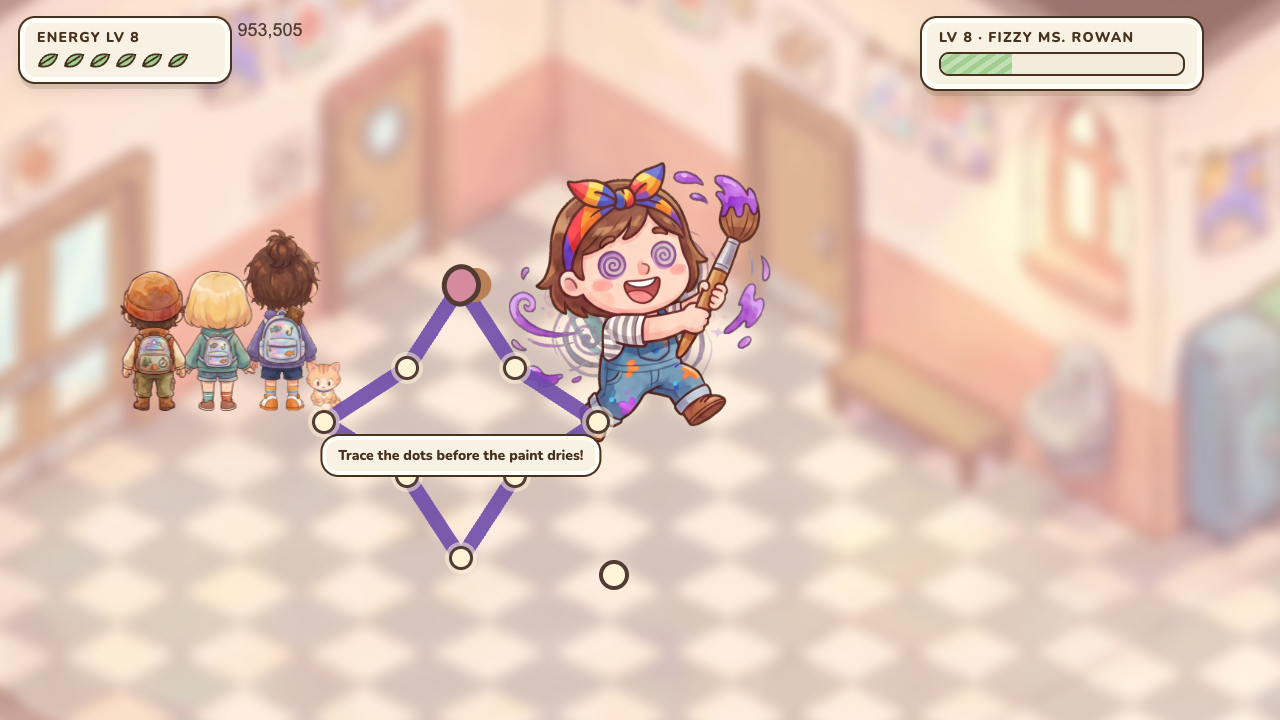 ENERGY LV 8
953,505
LV 8 · FIZZY MS. ROWAN
Trace the dots before the paint dries!